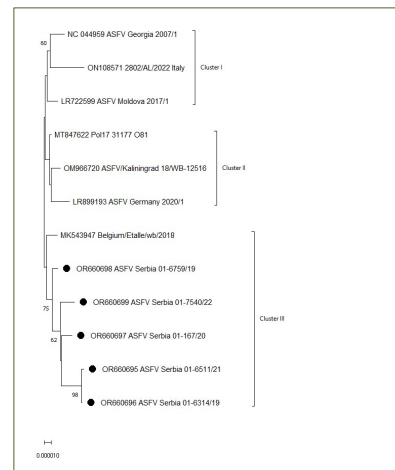 NC 044959 ASFV Georgia 2007/1
60
ON108571 2802/AL/2022 Italy
Cluster I
LR722599 ASFV Moldova 2017/1
MT847622 Pol17 31177 O81
OM966720 ASFV/Kaliningrad 18/WB-12516
Cluster II
LR899193 ASFV Germany 2020/1
MK543947 Belgium/Etalle/wb/2018
OR660698 ASFV Serbia 01-6759/19
OR660699 ASFV Serbia 01-7540/22
75
Cluster III
OR660697 ASFV Serbia 01-167/20
62
OR660695 ASFV Serbia 01-6511/21
98
OR660696 ASFV Serbia 01-6314/19
0.000010